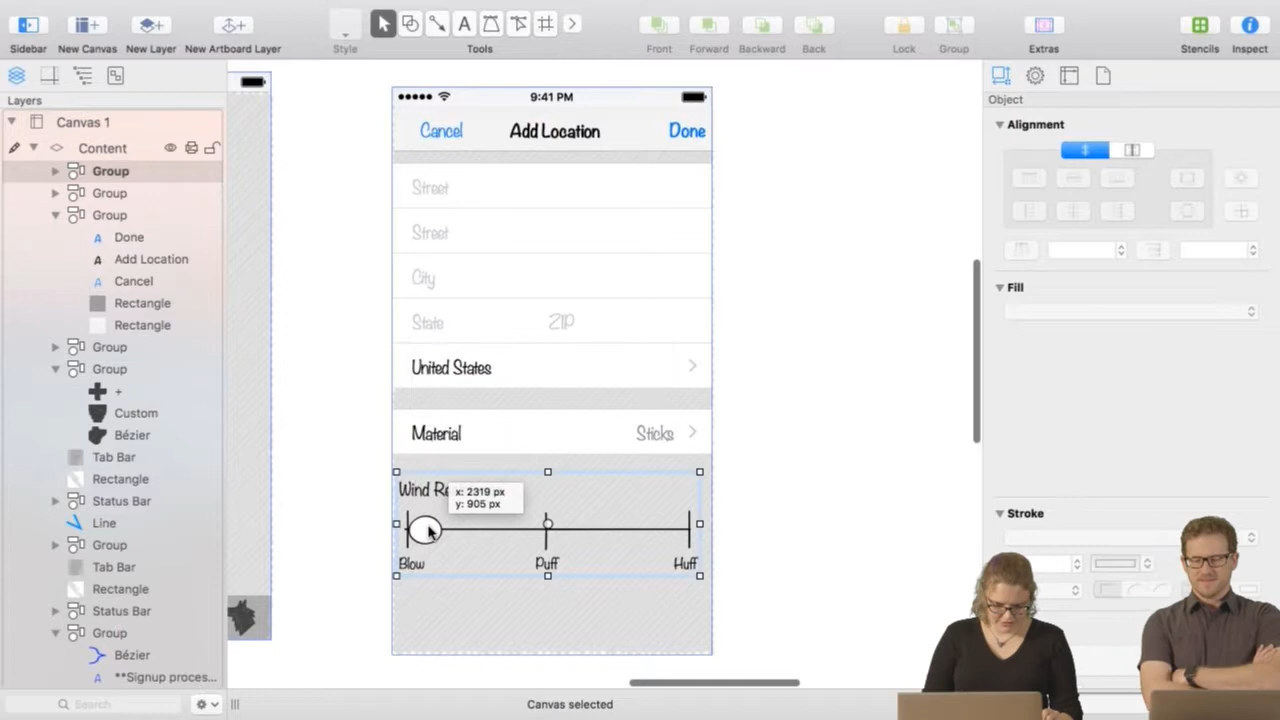 Sidebar
New Canvas
New Layer
New Artboard Layer
Style
Tools
Front
Forward
Backward
Back
Lock
Group
Extras
Stencils
Inspect
Layers
Canvas 1
Content
Group
Group
Group
Done
Add Location
Cancel
Rectangle
Rectangle
Group
Group
+
Custom
Bézier
Tab Bar
Rectangle
Status Bar
Line
Group
Tab Bar
Rectangle
Status Bar
Group
Bézier
**Signup proces...
Search
9:41 PM
Cancel
Add Location
Done
Street
Street
City
State
ZIP
United States
Material
Sticks
Wind Re
x: 2319 px
y: 905 px
Blow
Puff
Huff
Canvas selected
Object
Alignment
Fill
Stroke